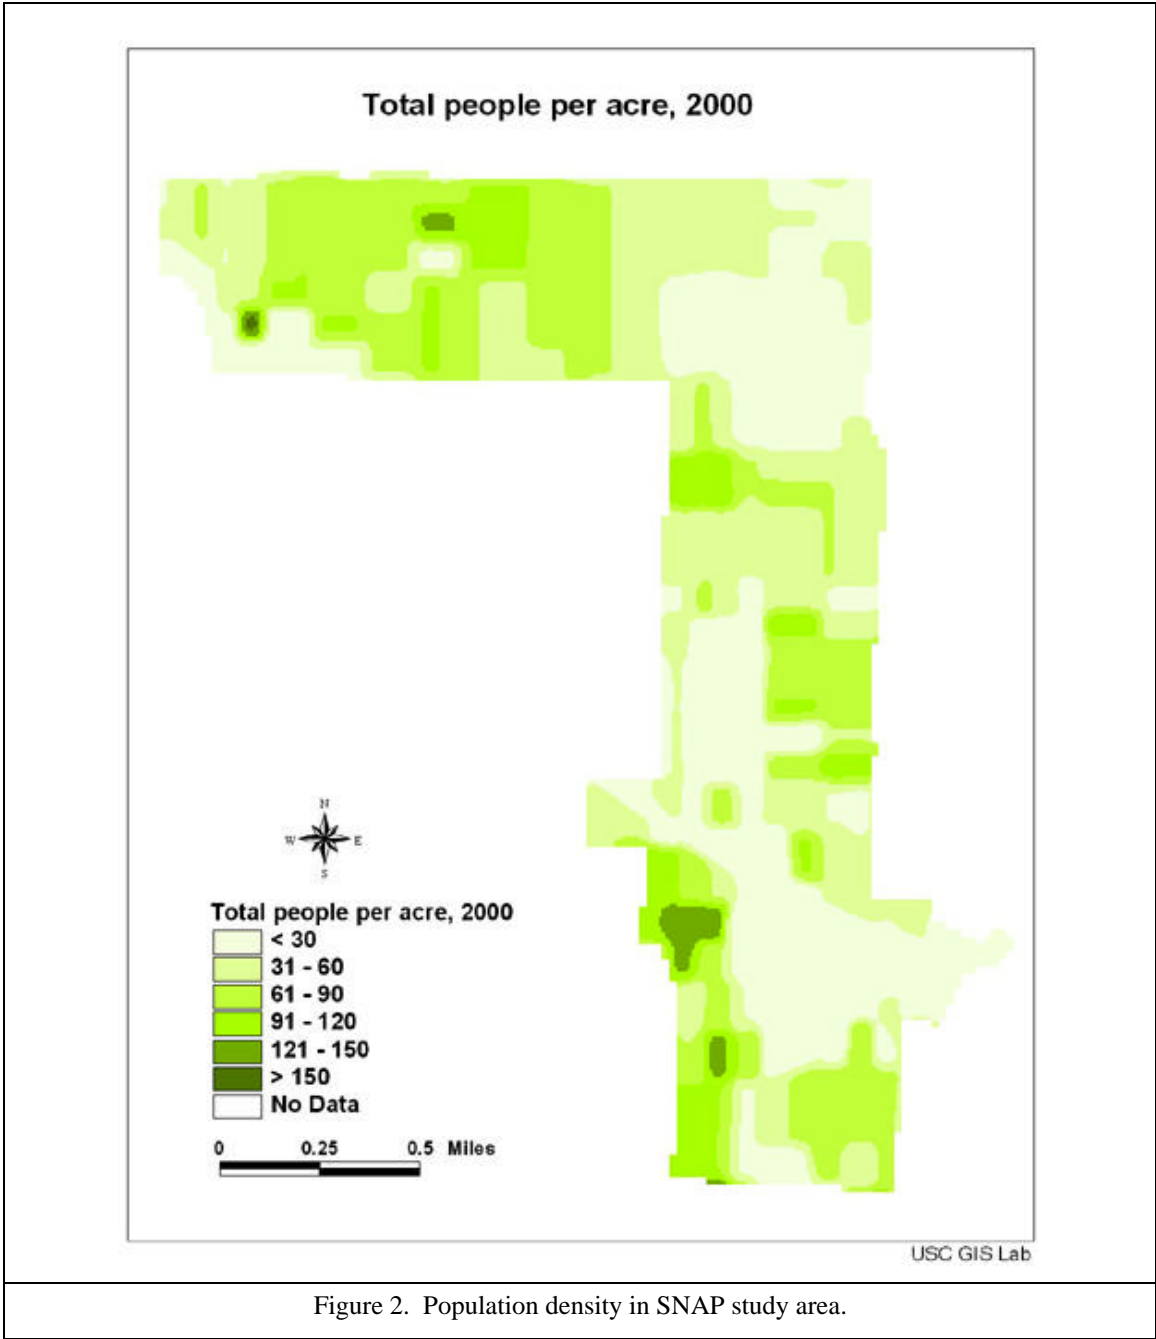 Total people per acre, 2000
N
W E
S
Total people per acre, 2000
< 30
31 - 60
61 - 90
91 - 120
121 - 150
> 150
No Data
0 0.25 0.5 Miles
USC GIS Lab
Figure 2. Population density in SNAP study area.